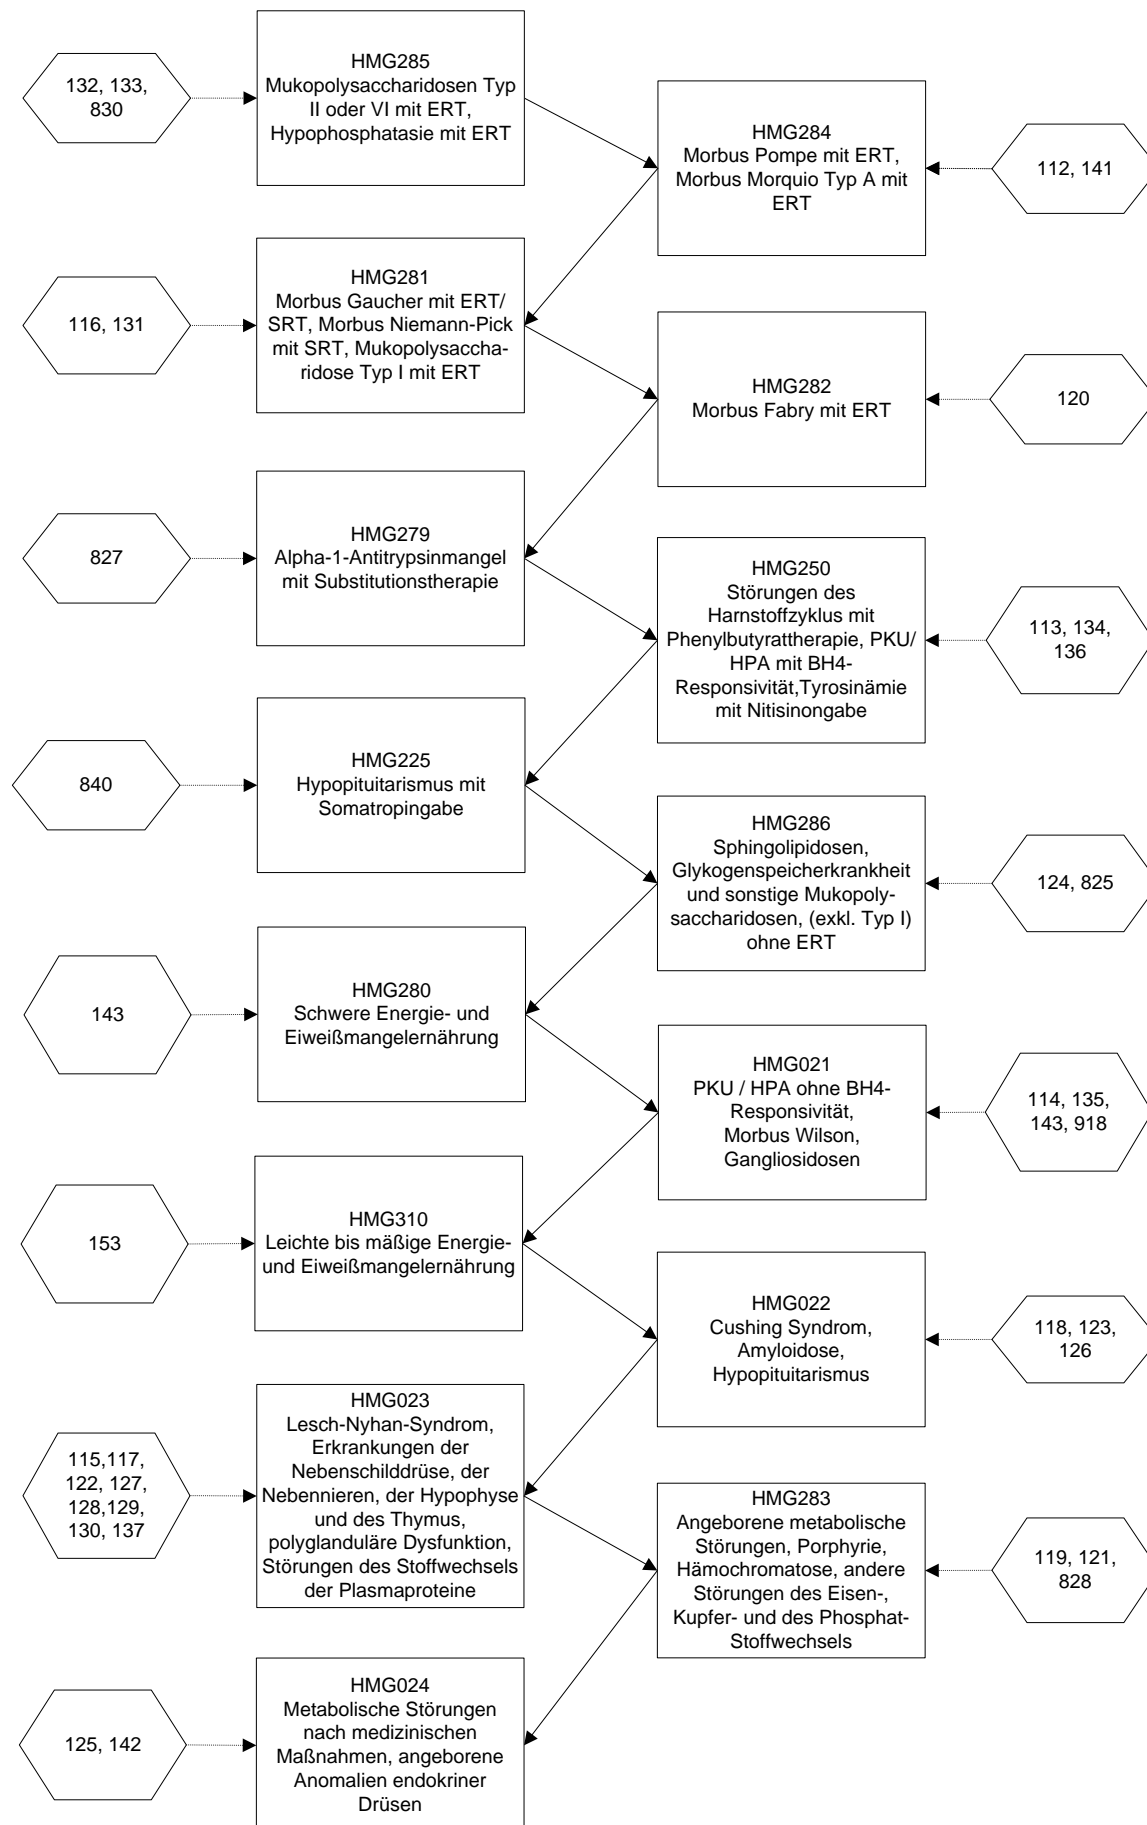 132, 133,
830
HMG285
Mukopolysaccharidosen Typ
II oder VI mit ERT,
Hypophosphatasie mit ERT
HMG284
Morbus Pompe mit ERT,
Morbus Morquio Typ A mit
ERT
112, 141
116, 131
HMG281
Morbus Gaucher mit ERT/
SRT, Morbus Niemann-Pick
mit SRT, Mukopolysaccha-
ridose Typ I mit ERT
HMG282
Morbus Fabry mit ERT
120
827
HMG279
Alpha-1-Antitrypsinmangel
mit Substitutionstherapie
HMG250
Störungen des
Harnstoffzyklus mit
Phenylbutyrattherapie, PKU/
HPA mit BH4-
Responsivität,Tyrosinämie
mit Nitisinongabe
113, 134,
136
840
HMG225
Hypopituitarismus mit
Somatropingabe
HMG286
Sphingolipidosen,
Glykogenspeicherkrankheit
und sonstige Mukopoly-
saccharidosen, (exkl. Typ I)
ohne ERT
124, 825
143
HMG280
Schwere Energie- und
Eiweißmangelernährung
HMG021
PKU / HPA ohne BH4-
Responsivität,
Morbus Wilson,
Gangliosidosen
114, 135,
143, 918
153
HMG310
Leichte bis mäßige Energie-
und Eiweißmangelernährung
HMG022
Cushing Syndrom,
Amyloidose,
Hypopituitarismus
118, 123,
126
115,117,
122, 127,
128,129,
130, 137
HMG023
Lesch-Nyhan-Syndrom,
Erkrankungen der
Nebenschilddrüse, der
Nebennieren, der Hypophyse
und des Thymus,
polyglanduläre Dysfunktion,
Störungen des Stoffwechsels
der Plasmaproteine
HMG283
Angeborene metabolische
Störungen, Porphyrie,
Hämochromatose, andere
Störungen des Eisen-,
Kupfer- und des Phosphat-
Stoffwechsels
119, 121,
828
125, 142
HMG024
Metabolische Störungen
nach medizinischen
Maßnahmen, angeborene
Anomalien endokriner
Drüsen